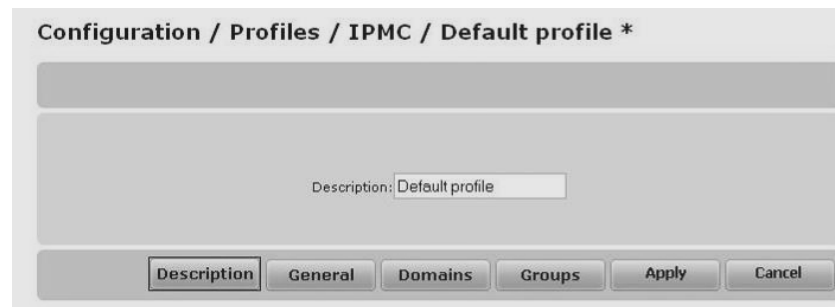 Configuration / Profiles / IPMC / Default profile *
Description: Default profile
Description General Domains Groups Apply Cancel